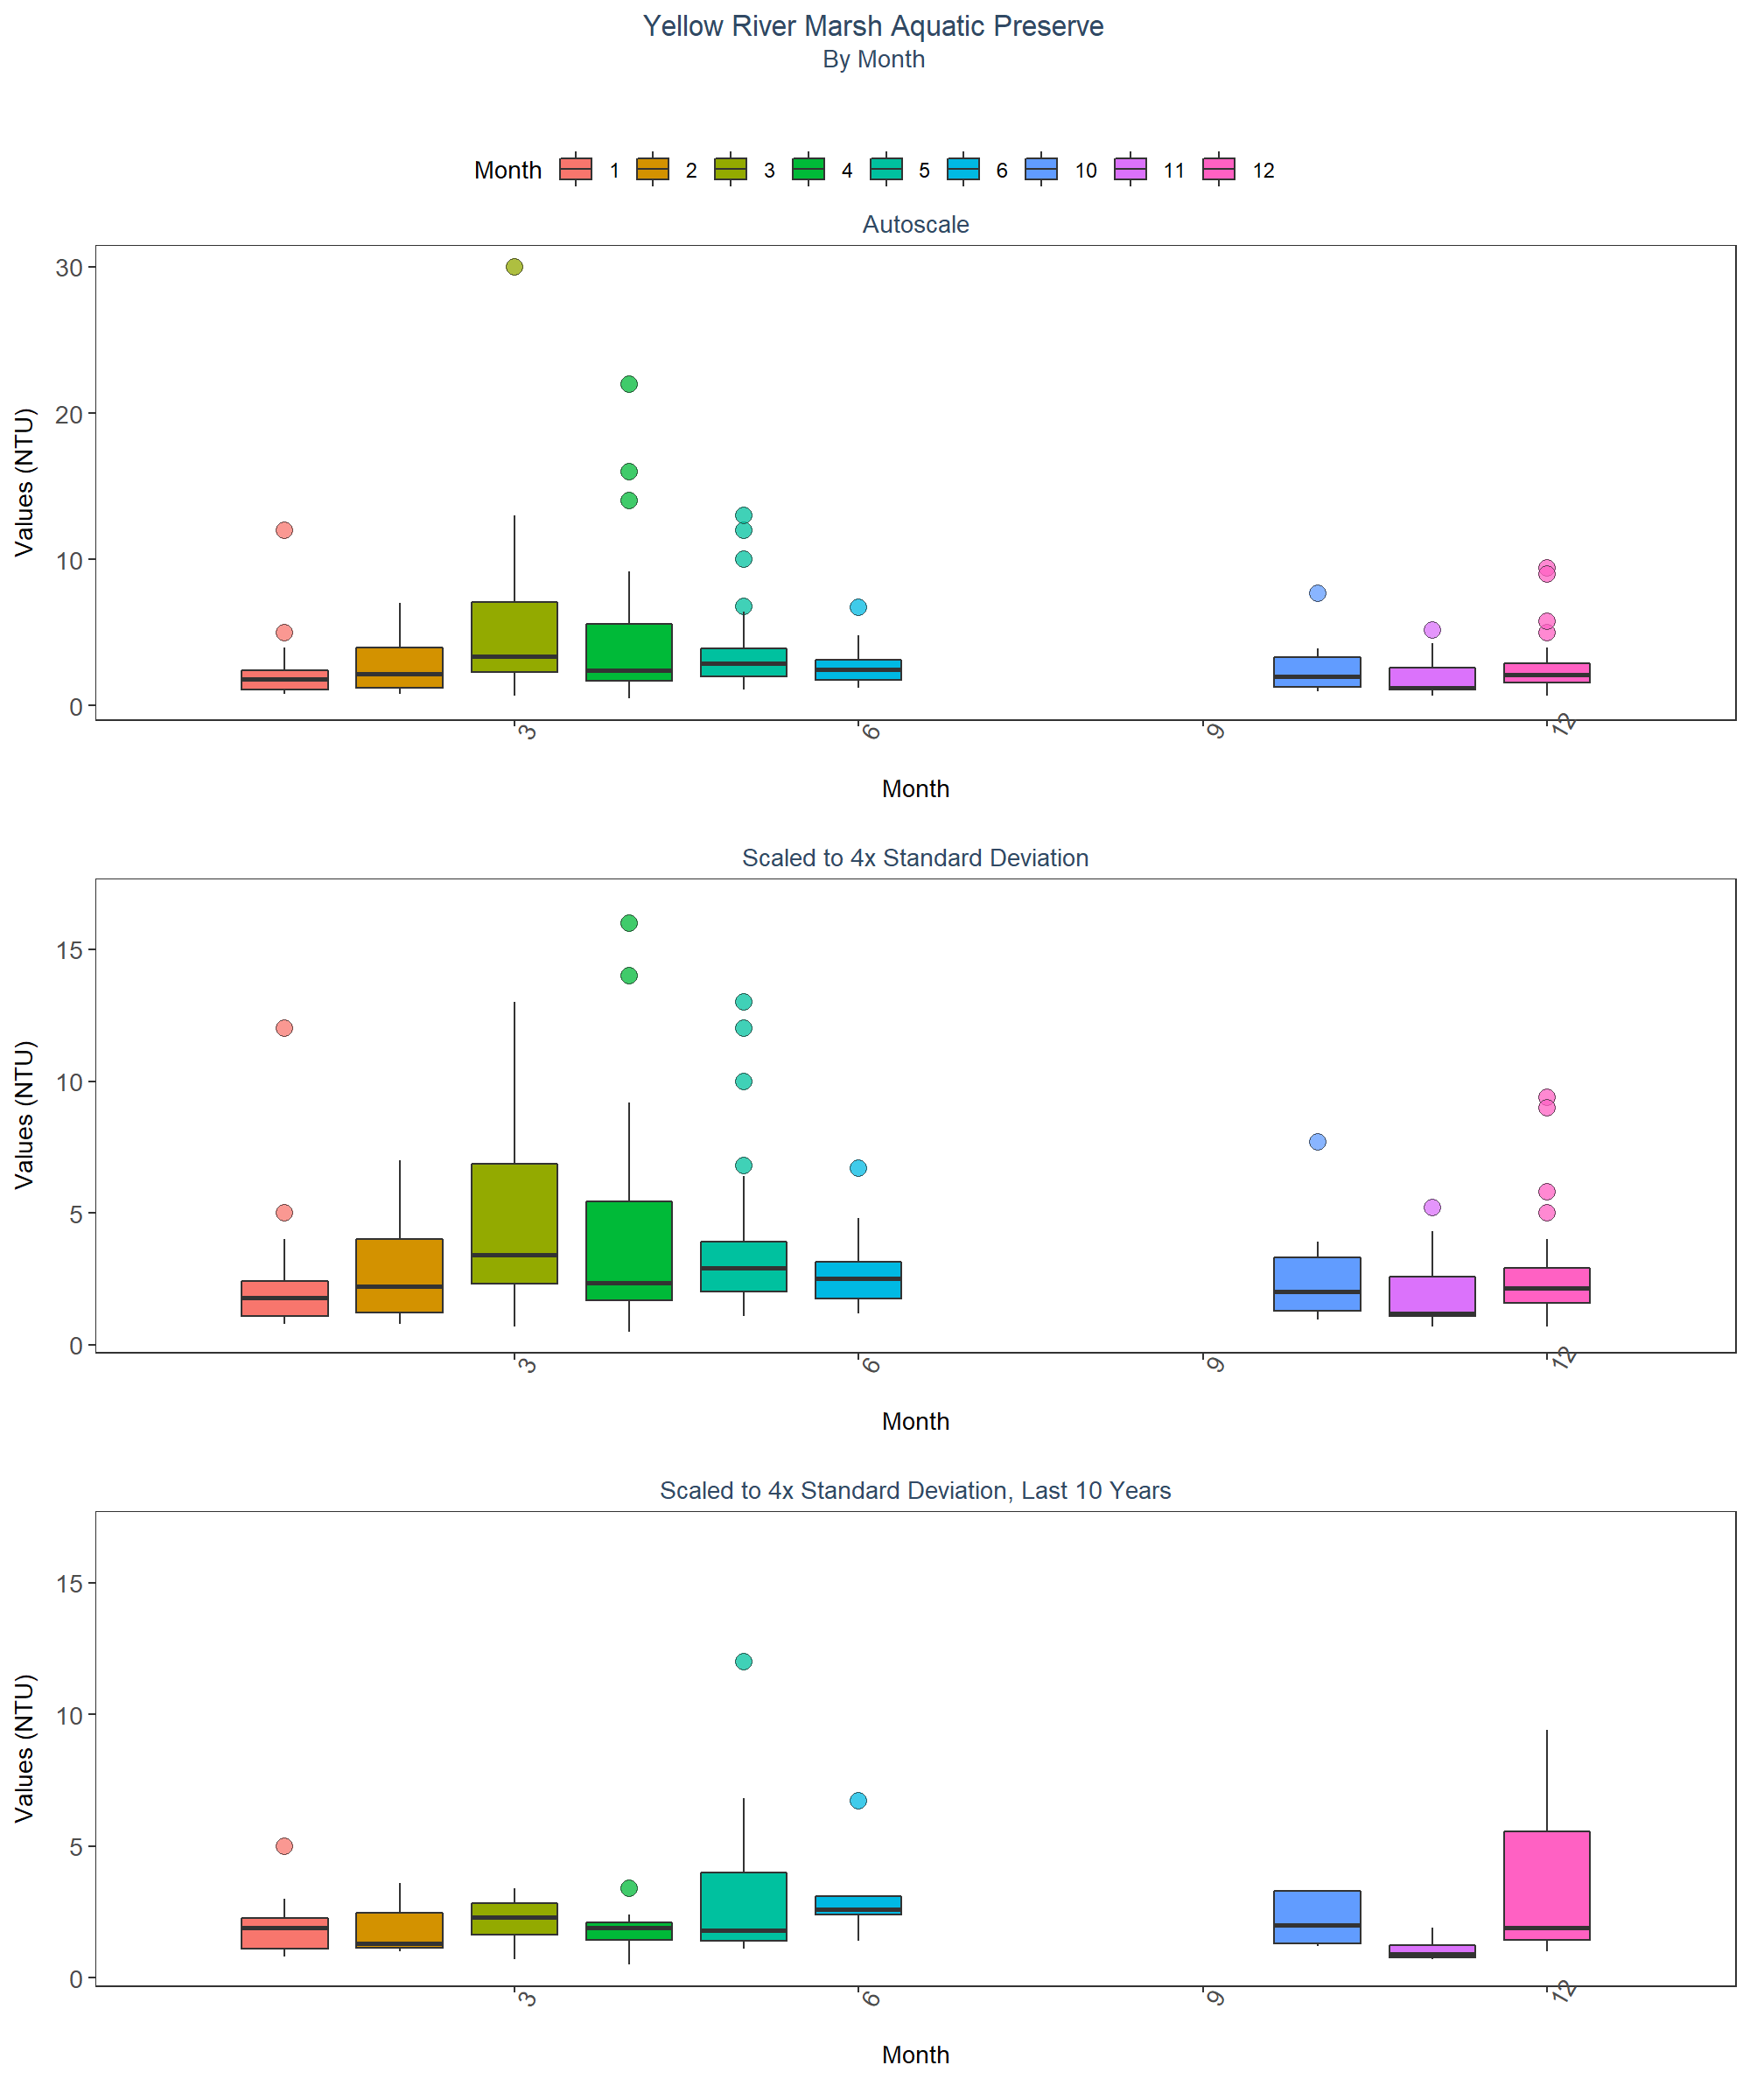 Yellow River Marsh Aquatic Preserve
By Month
Month 1 2 3 4 5 6 10 11 12
Autoscale
30
20
10
0
Values (NTU)
3 6 9 12
Month
Scaled to 4x Standard Deviation
15
10
5
0
Values (NTU)
3 6 9 12
Month
Scaled to 4x Standard Deviation, Last 10 Years
15
10
5
0
Values (NTU)
3 6 9 12
Month